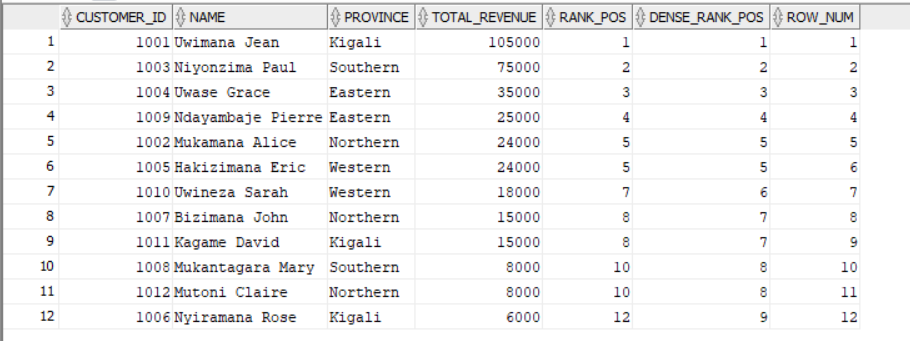 CUSTOMER_ID NAME PROVINCE TOTAL_REVENUE RANK_POS DENSE_RANK_POS ROW_NUM
1 1001 Uwimana Jean Kigali 105000 1 1 1
2 1003 Niyonzima Paul Southern 75000 2 2 2
3 1004 Uwase Grace Eastern 35000 3 3 3
4 1009 Ndayambaje Pierre Eastern 25000 4 4 4
5 1002 Mukamana Alice Northern 24000 5 5 5
6 1005 Hakizimana Eric Western 24000 5 5 6
7 1010 Uwineza Sarah Western 18000 7 6 7
8 1007 Bizimana John Northern 15000 8 7 8
9 1011 Kagame David Kigali 15000 8 7 9
10 1008 Mukantagara Mary Southern 8000 10 8 10
11 1012 Mutoni Claire Northern 8000 10 8 11
12 1006 Nyiramana Rose Kigali 6000 12 9 12